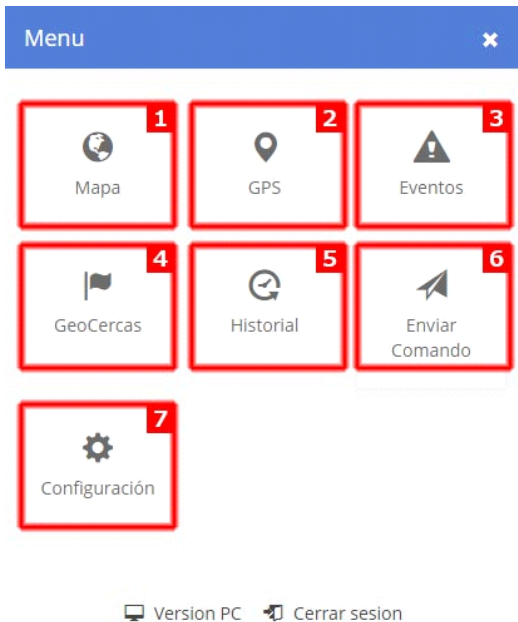 Menu ✖
1 2 3
Mapa GPS Eventos
4 5 6
GeoCercas Historial Enviar
Comando
7
Configuración
Version PC Cerrar sesion